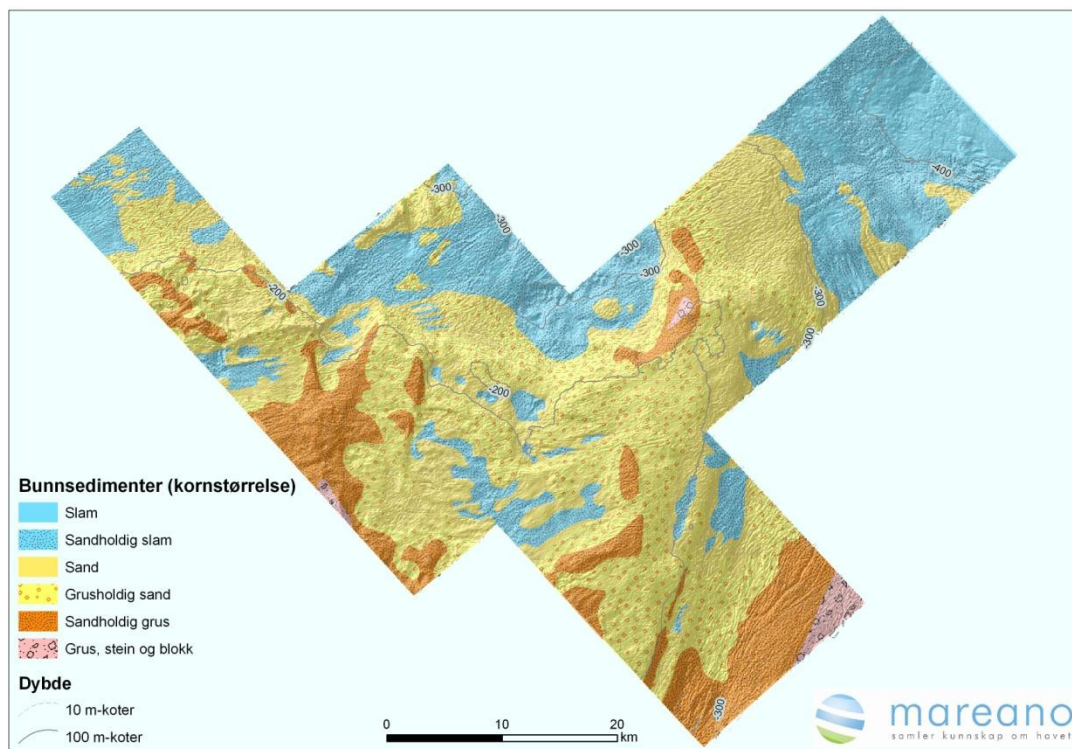 -300
-300
-400
-300
-300
-200
-300
-300
-200
Bunnsedimenter (kornstørrelse)
Slam
Sandholdig slam
Sand
Grusholdig sand
Sandholdig grus
Grus, stein og blokk
Dybde
10 m-koter
100 m-koter
0 10 20
km
-300
mareano
samler kunnskap om havet